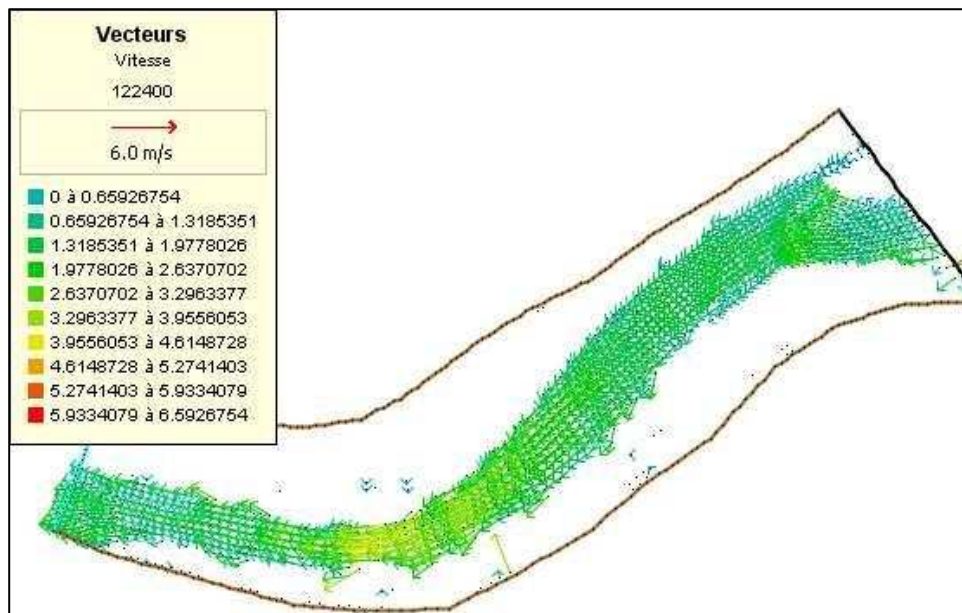 Vecteurs
Vitesse
122400
6.0 m/s
0 à 0.65926754
0.65926754 à 1.3185351
1.3185351 à 1.9778026
1.9778026 à 2.6370702
2.6370702 à 3.2963377
3.2963377 à 3.9556053
3.9556053 à 4.6148728
4.6148728 à 5.2741403
5.2741403 à 5.9334079
5.9334079 à 6.5926754